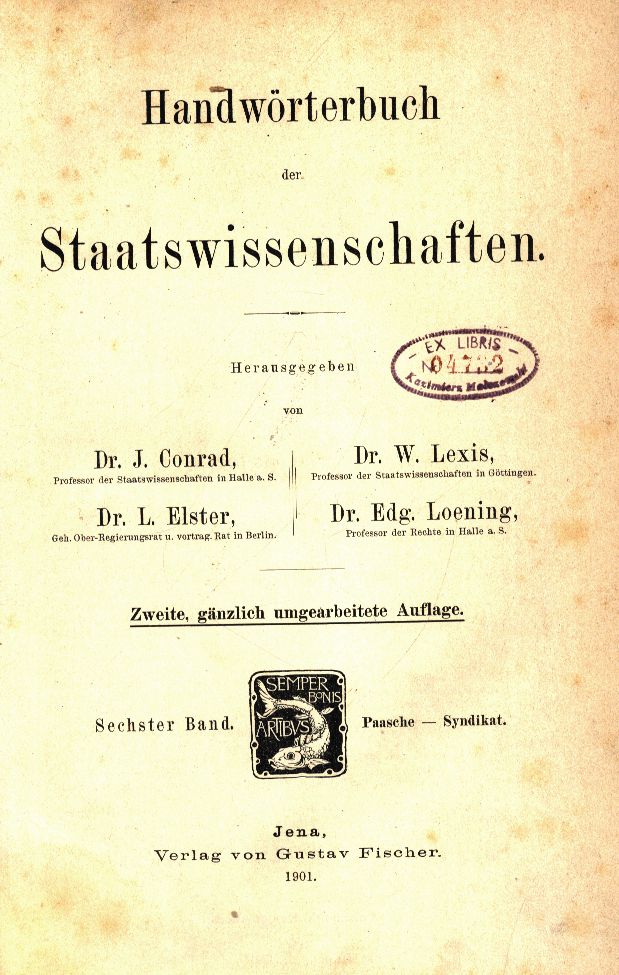 Handwörterbuch
der
Staatswissenschaften.
Herausgegeben
EX LIBRIS
Kazimierz
von
Dr. J. Conrad,
Professor der Staatswissenschaften in Halle a. S.
Dr. W. Lexis,
Professor der Staatswissenschaften in Göttingen.
Dr. L. Elster,
Geh. Ober-Regierungsrat u. vortrag. Rat in Berlin.
Dr. Edg. Loening,
Professor der Rechte in Halle a. S.
Zweite, gänzlich umgearbeitete Auflage.
Sechster Band.
SEMPER
BONIS
ARTIBVS
Paasche — Syndikat.
Jena,
Verlag von Gustav Fischer.
1901.